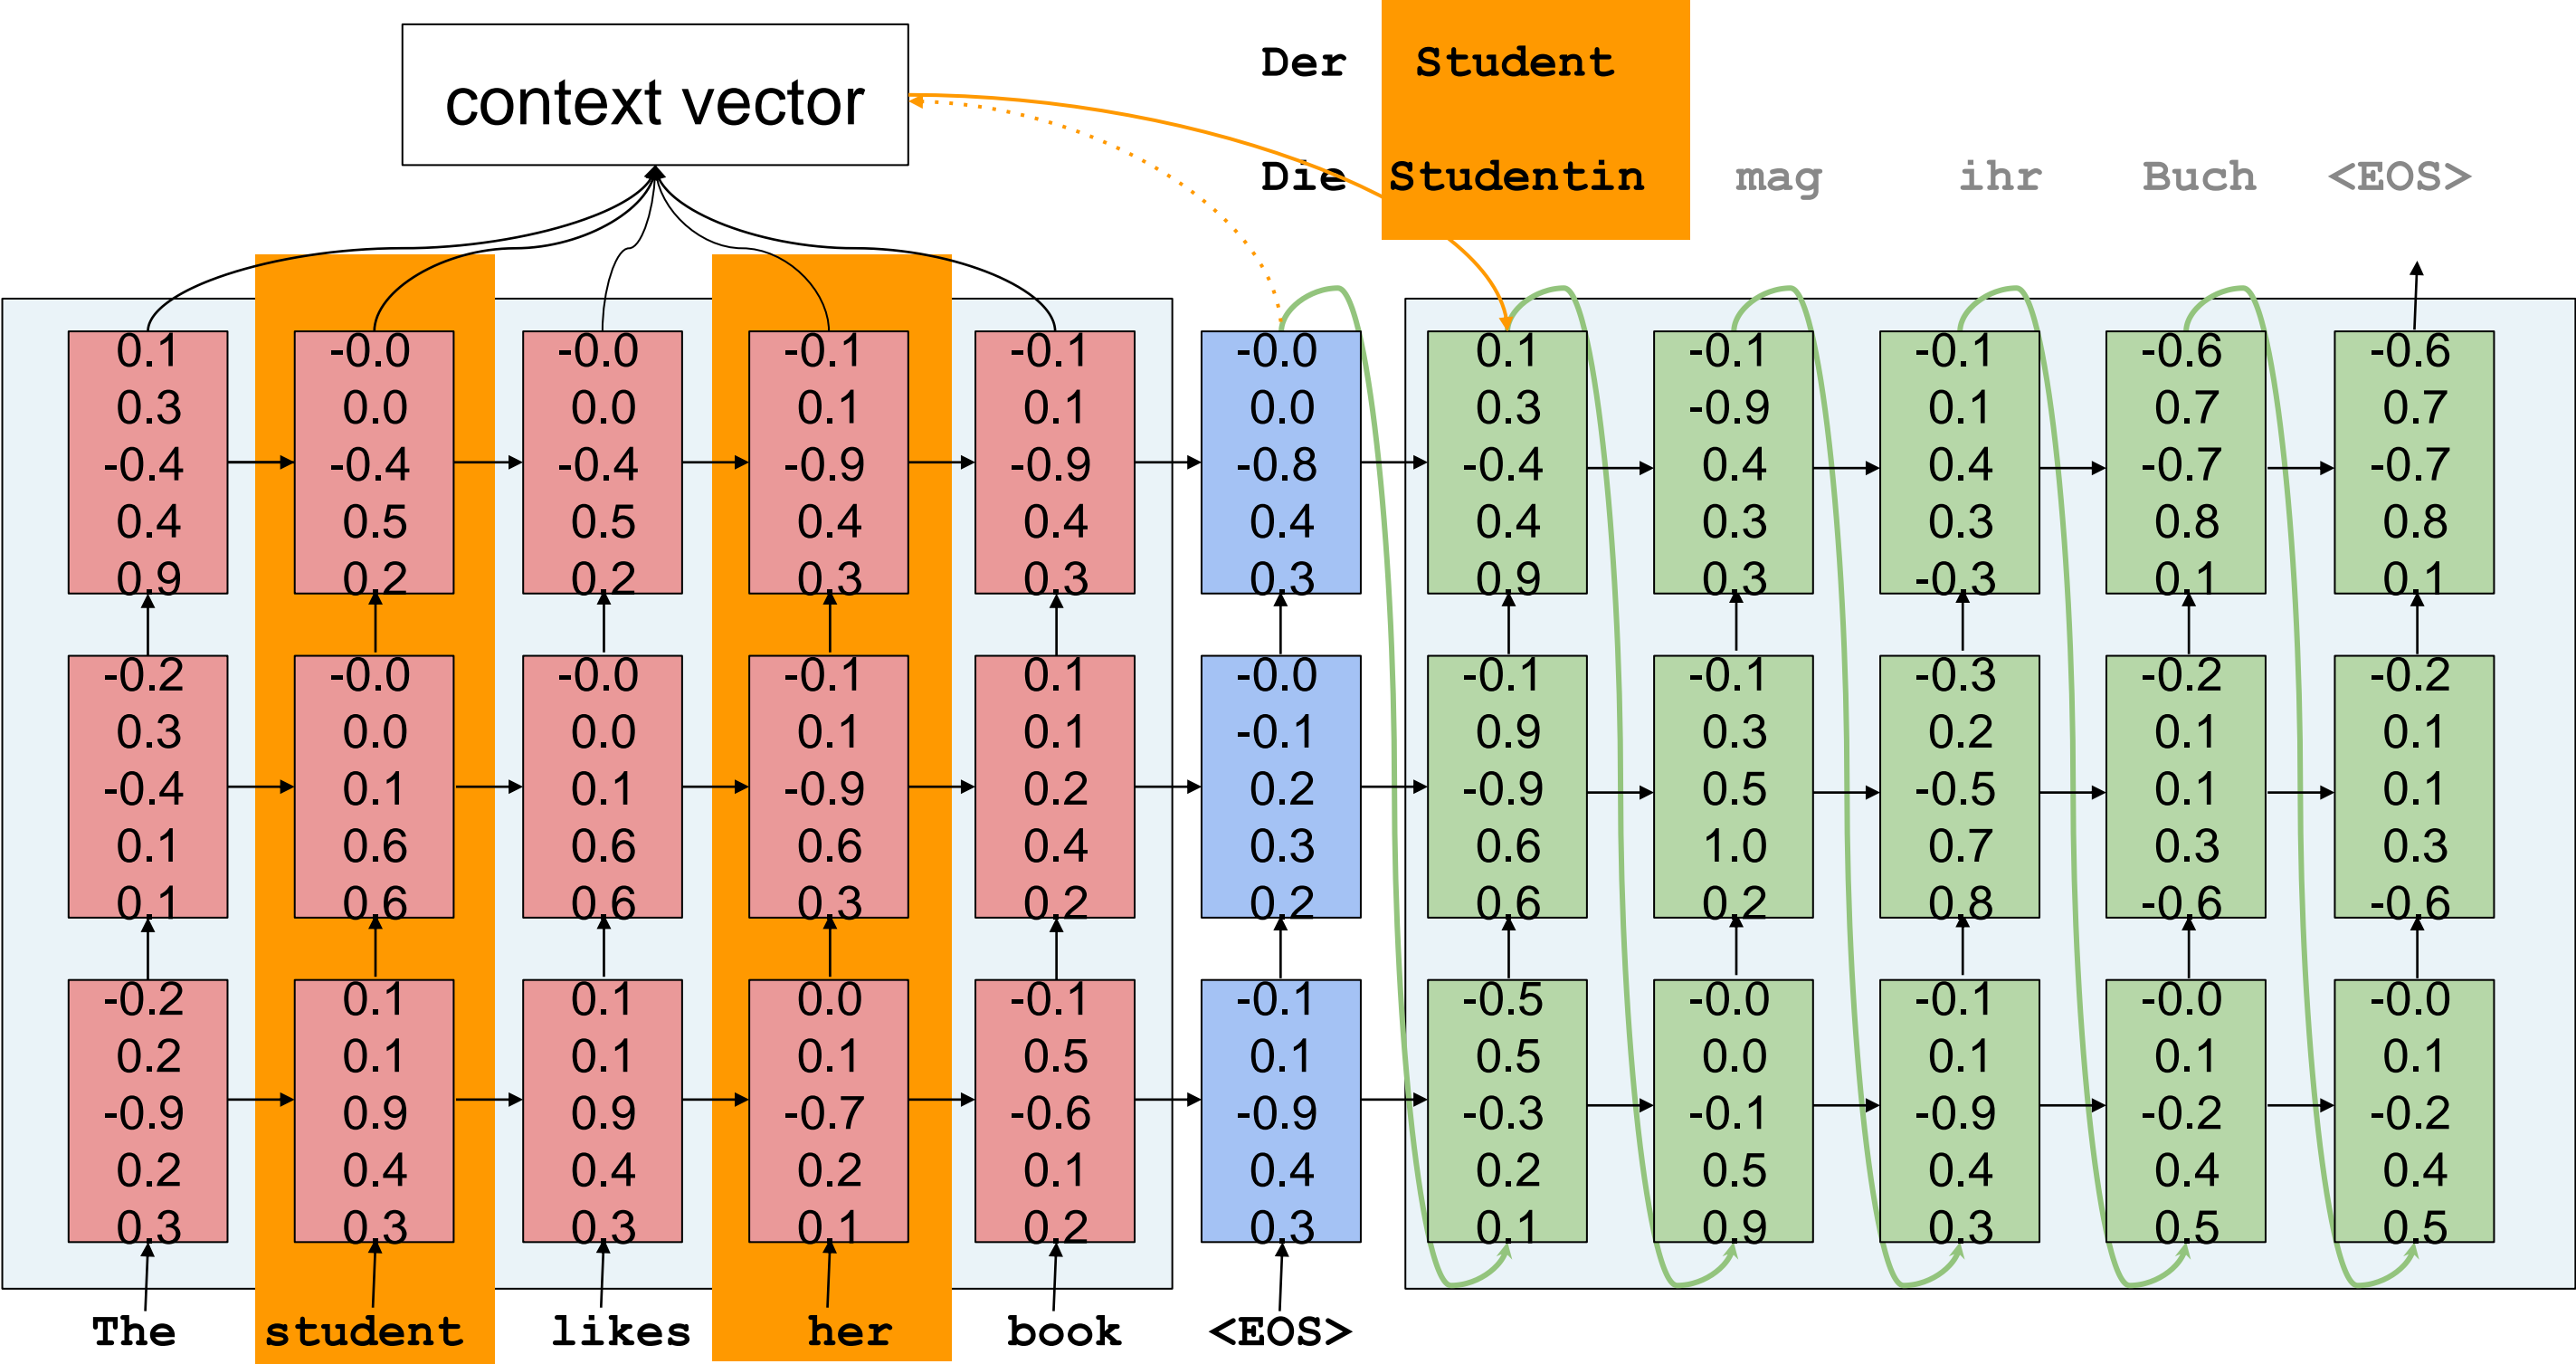 context vector
Der Student
Die Studentin mag ihr Buch <EOS>
0.1 -0.0 -0.0 -0.1 -0.1 -0.0 0.1 -0.1 -0.1 -0.6 -0.6
0.3 0.0 0.0 0.1 0.1 0.0 0.3 -0.9 0.1 0.7 0.7
-0.4 -0.4 -0.4 -0.9 -0.9 -0.8 -0.4 0.4 0.4 -0.7 -0.7
0.4 0.5 0.5 0.4 0.4 0.4 0.4 0.3 0.3 0.8 0.8
0.9 0.2 0.2 0.3 0.3 0.3 0.9 0.3 -0.3 0.1 0.1
-0.2 -0.0 -0.0 -0.1 0.1 -0.0 -0.1 -0.1 -0.3 -0.2 -0.2
0.3 0.0 0.0 0.1 0.1 -0.1 0.9 0.3 0.2 0.1 0.1
-0.4 0.1 0.1 -0.9 0.2 0.2 -0.9 0.5 -0.5 0.1 0.1
0.1 0.6 0.6 0.6 0.4 0.3 0.6 1.0 0.7 0.3 0.3
0.1 0.6 0.6 0.3 0.2 0.2 0.6 0.2 0.8 -0.6 -0.6
-0.2 0.1 0.1 0.0 -0.1 -0.1 -0.5 -0.0 -0.1 -0.0 -0.0
0.2 0.1 0.1 0.1 0.5 0.1 0.5 0.0 0.1 0.1 0.1
-0.9 0.9 0.9 -0.7 -0.6 -0.9 -0.3 -0.1 -0.9 -0.2 -0.2
0.2 0.4 0.4 0.2 0.1 0.4 0.2 0.5 0.4 0.4 0.4
0.3 0.3 0.3 0.1 0.2 0.3 0.1 0.9 0.3 0.5 0.5
The student likes her book <EOS>